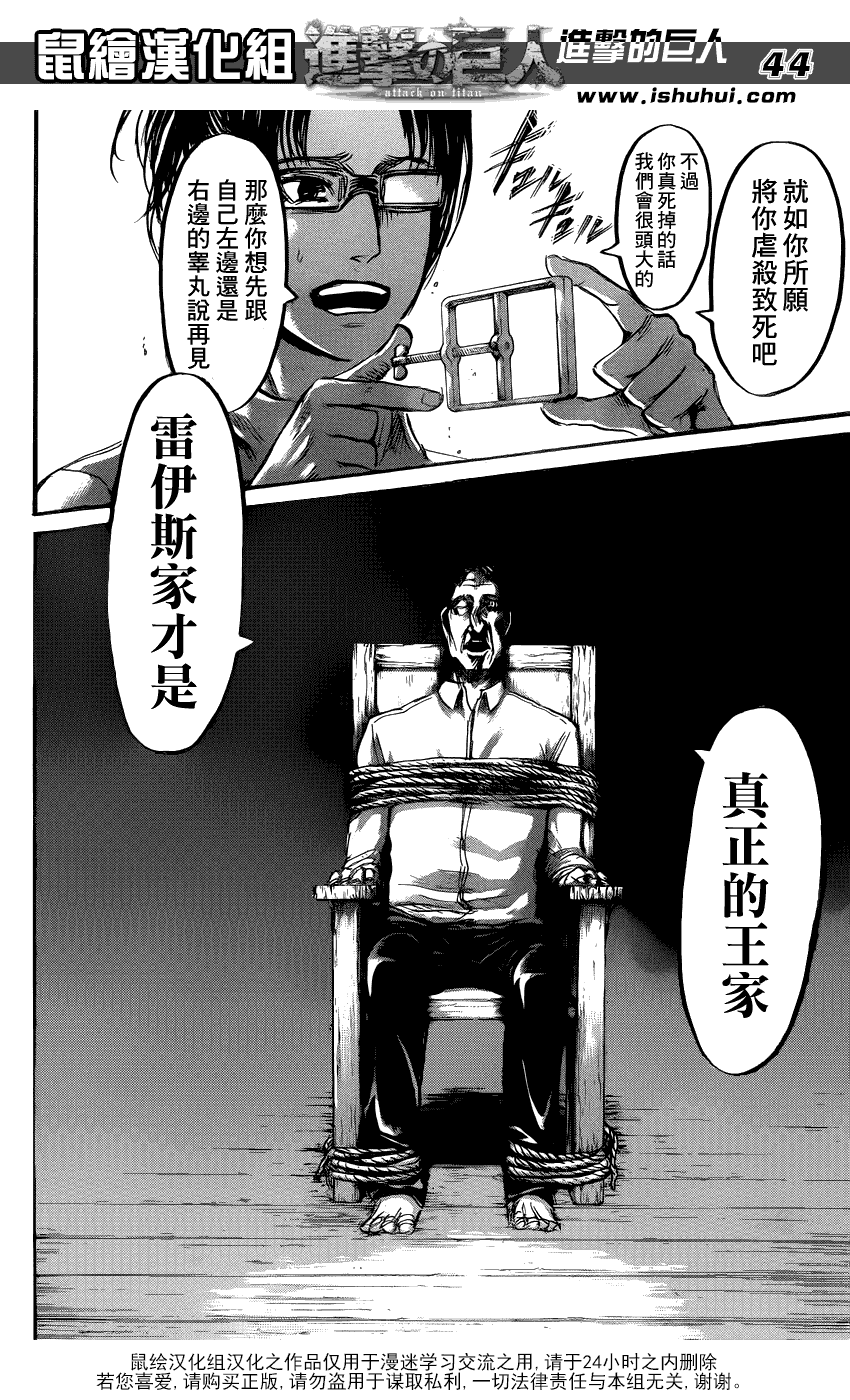 鼠繪漢化組
進撃の巨人
attack on titan
進擊的巨人
44
www.ishuhui.com
就如你所願
將你虐殺致死吧
不過
你真死掉的話
我們會很頭大的
那麼你想先跟
自己左邊還是
右邊的睾丸說再見
雷伊斯家才是
真正的王家
鼠绘汉化组汉化之作品仅用于漫迷学习交流之用, 请于24小时之内删除
若您喜爱, 请购买正版, 请勿盗用于谋取私利, 一切法律责任与本组无关, 谢谢。